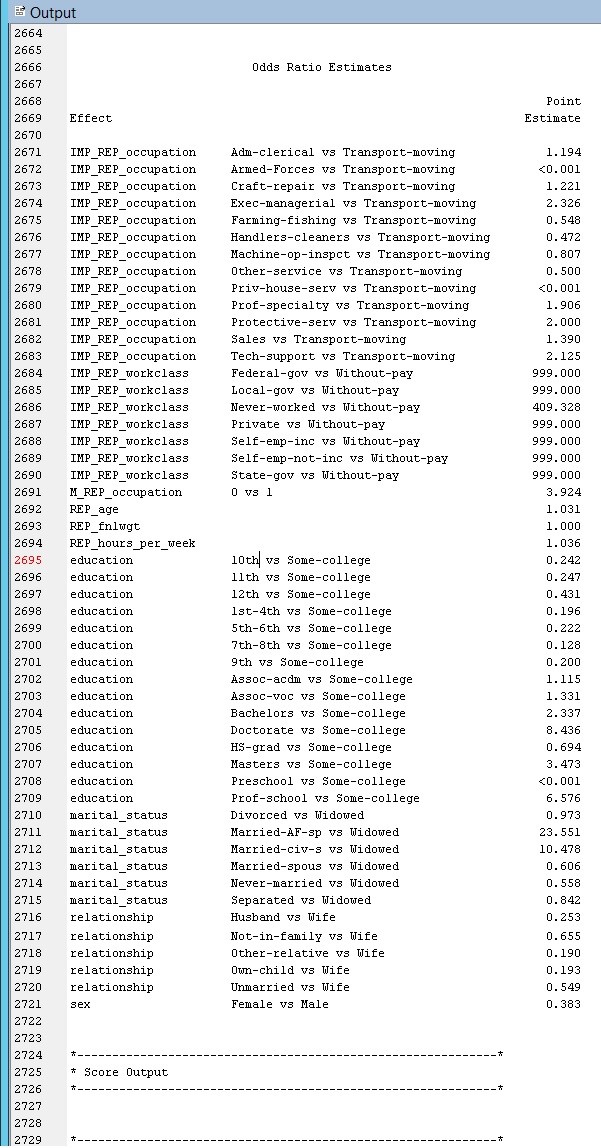 Output
2664
2665
2666 Odds Ratio Estimates
2667
2668 Point
2669 Effect Estimate
2670
2671 IMP_REP_occupation Adm-clerical vs Transport-moving 1.194
2672 IMP_REP_occupation Armed-Forces vs Transport-moving <0.001
2673 IMP_REP_occupation Craft-repair vs Transport-moving 1.221
2674 IMP_REP_occupation Exec-managerial vs Transport-moving 2.326
2675 IMP_REP_occupation Farming-fishing vs Transport-moving 0.548
2676 IMP_REP_occupation Handlers-cleaners vs Transport-moving 0.472
2677 IMP_REP_occupation Machine-op-inspct vs Transport-moving 0.807
2678 IMP_REP_occupation Other-service vs Transport-moving 0.500
2679 IMP_REP_occupation Priv-house-serv vs Transport-moving <0.001
2680 IMP_REP_occupation Prof-specialty vs Transport-moving 1.906
2681 IMP_REP_occupation Protective-serv vs Transport-moving 2.000
2682 IMP_REP_occupation Sales vs Transport-moving 1.390
2683 IMP_REP_occupation Tech-support vs Transport-moving 2.125
2684 IMP_REP_workclass Federal-gov vs Without-pay 999.000
2685 IMP_REP_workclass Local-gov vs Without-pay 999.000
2686 IMP_REP_workclass Never-worked vs Without-pay 409.328
2687 IMP_REP_workclass Private vs Without-pay 999.000
2688 IMP_REP_workclass Self-emp-inc vs Without-pay 999.000
2689 IMP_REP_workclass Self-emp-not-inc vs Without-pay 999.000
2690 IMP_REP_workclass State-gov vs Without-pay 999.000
2691 M_REP_occupation 0 vs 1 3.924
2692 REP_age 1.031
2693 REP_fnlwgt 1.000
2694 REP_hours_per_week 1.036
2695 education 10th vs Some-college 0.242
2696 education 11th vs Some-college 0.247
2697 education 12th vs Some-college 0.431
2698 education 1st-4th vs Some-college 0.196
2699 education 5th-6th vs Some-college 0.222
2700 education 7th-8th vs Some-college 0.128
2701 education 9th vs Some-college 0.200
2702 education Assoc-acdm vs Some-college 1.115
2703 education Assoc-voc vs Some-college 1.331
2704 education Bachelors vs Some-college 2.337
2705 education Doctorate vs Some-college 8.436
2706 education HS-grad vs Some-college 0.694
2707 education Masters vs Some-college 3.473
2708 education Preschool vs Some-college <0.001
2709 education Prof-school vs Some-college 6.576
2710 marital_status Divorced vs Widowed 0.973
2711 marital_status Married-AF-sp vs Widowed 23.551
2712 marital_status Married-civ-s vs Widowed 10.478
2713 marital_status Married-spous vs Widowed 0.606
2714 marital_status Never-married vs Widowed 0.558
2715 marital_status Separated vs Widowed 0.842
2716 relationship Husband vs Wife 0.253
2717 relationship Not-in-family vs Wife 0.655
2718 relationship Other-relative vs Wife 0.190
2719 relationship Own-child vs Wife 0.193
2720 relationship Unmarried vs Wife 0.549
2721 sex Female vs Male 0.383
2722
2723
2724 *------------------------------------------------------------*
2725 * Score Output
2726 *------------------------------------------------------------*
2727
2728
2729 *------------------------------------------------------------*